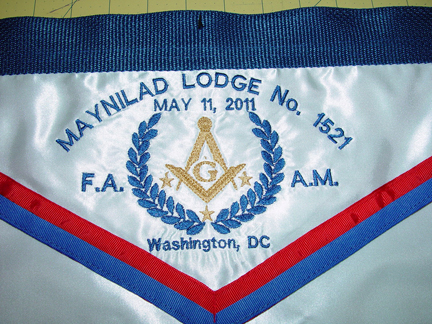 MAYNILAD LODGE No. 1521
MAY 11, 2011
G
F.A. A.M.
Washington, DC